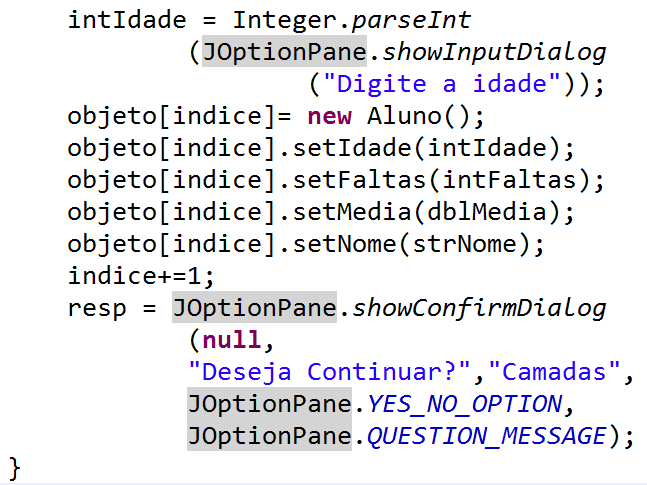 intIdade = Integer.parseInt
(JOptionPane.showInputDialog
("Digite a idade"));
objeto[indice]= new Aluno();
objeto[indice].setIdade(intIdade);
objeto[indice].setFaltas(intFaltas);
objeto[indice].setMedia(dblMedia);
objeto[indice].setNome(strNome);
indice+=1;
resp = JOptionPane.showConfirmDialog
(null,
"Deseja Continuar?","Camadas",
JOptionPane.YES_NO_OPTION,
JOptionPane.QUESTION_MESSAGE);
}